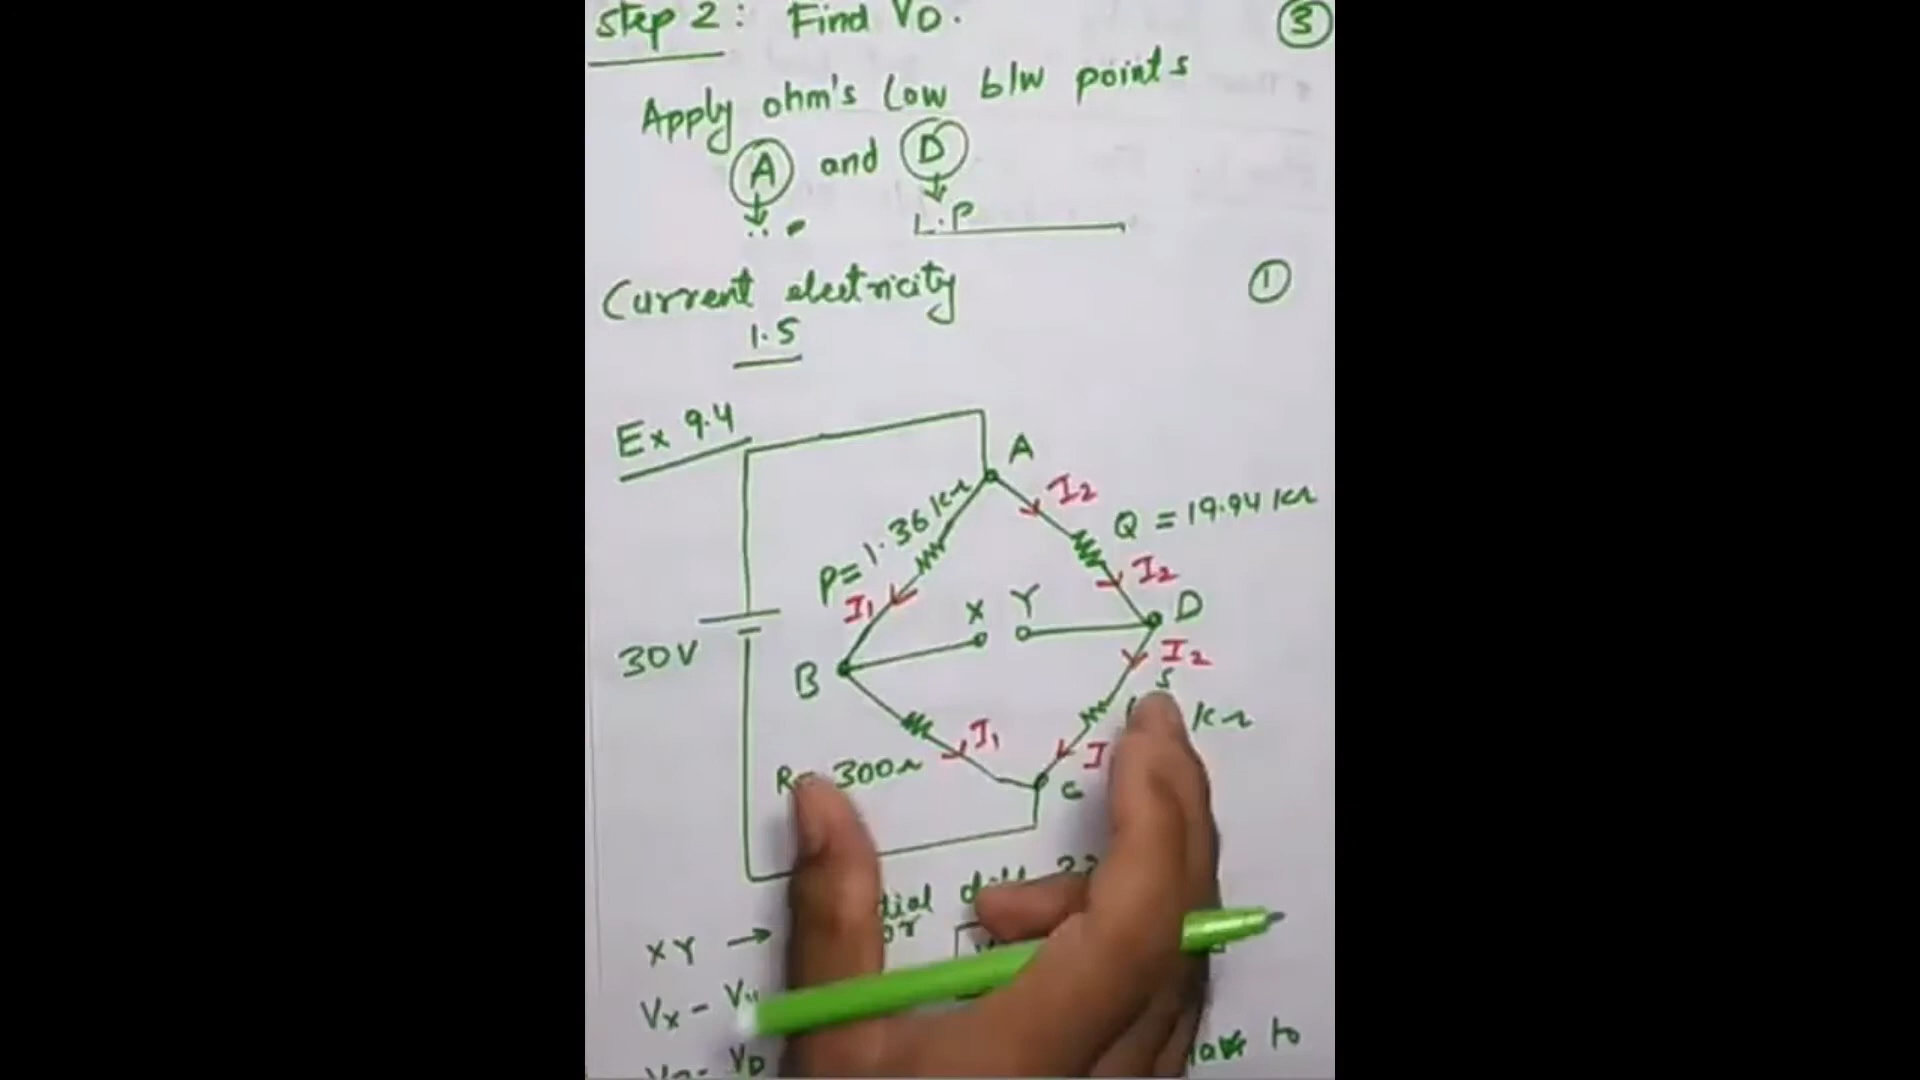 Step 2: Find VD.
3
Apply ohm's Low b/w points
A and D
L.P
Current electricity
1
1.5
Ex 9.4
A
I2
P= 1.36 kΩ
Q = 19.94 kΩ
I1
I2
X Y
D
30V
B
I2
S
kΩ
I1
I
R= 300Ω
C
XY →
or
Vx -
VD
to